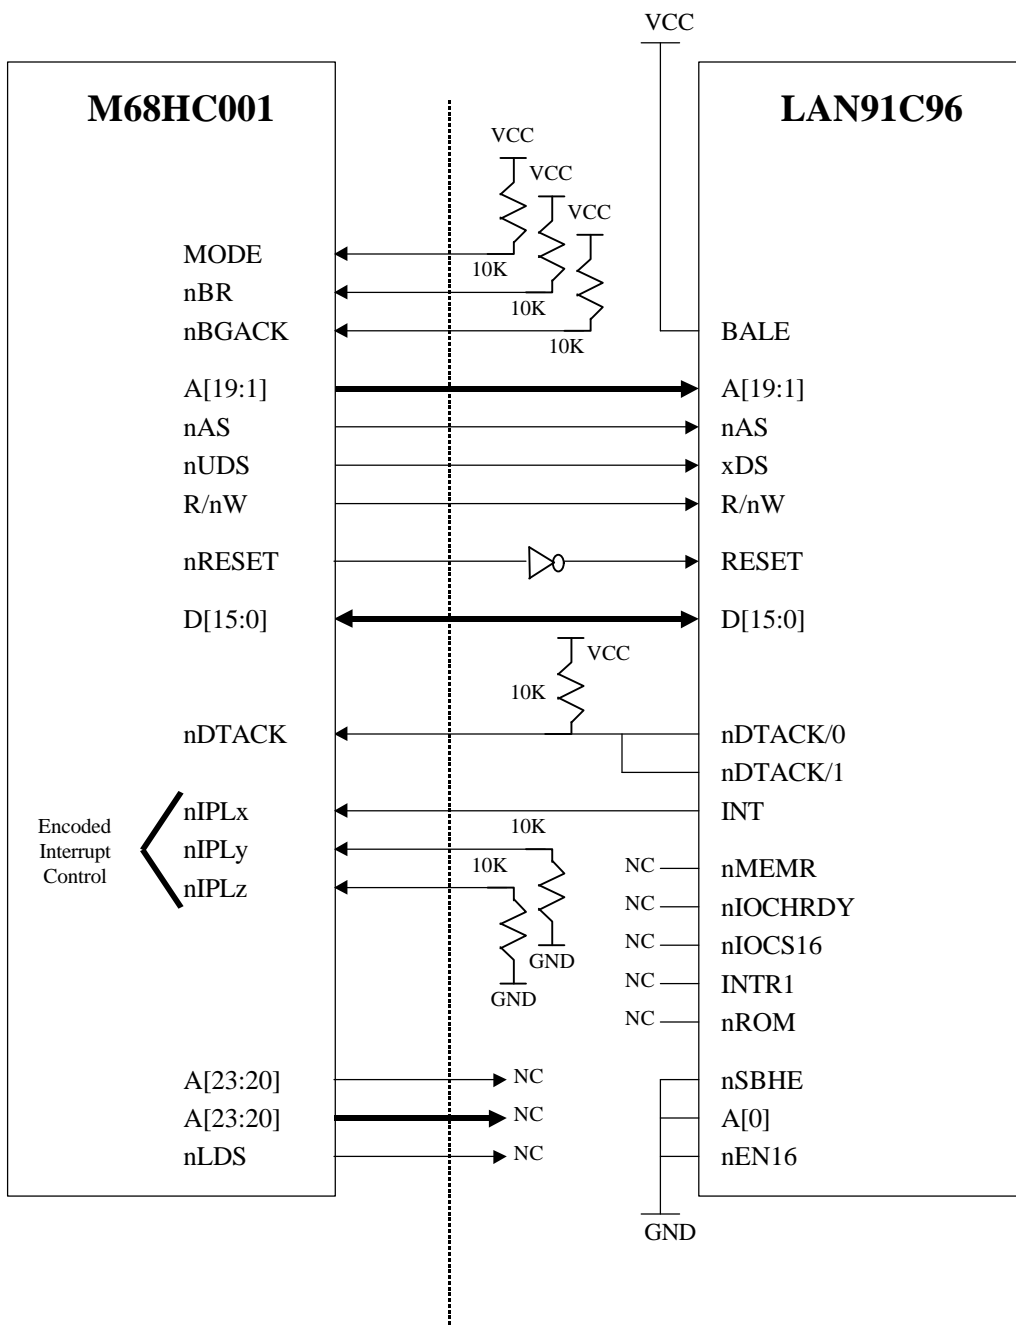 VCC
M68HC001
LAN91C96
VCC
VCC
VCC
MODE
10K
nBR
10K
nBGACK
10K
BALE
A[19:1]
A[19:1]
nAS
nAS
nUDS
xDS
R/nW
R/nW
nRESET
RESET
D[15:0]
D[15:0]
VCC
10K
nDTACK
nDTACK/0
nDTACK/1
nIPLx
INT
Encoded
Interrupt
Control
10K
nIPLy
10K
nIPLz
GND
GND
NC
nMEMR
NC
nIOCHRDY
NC
nIOCS16
NC
INTR1
NC
nROM
A[23:20]
NC
nSBHE
A[23:20]
NC
A[0]
nLDS
NC
nEN16
GND